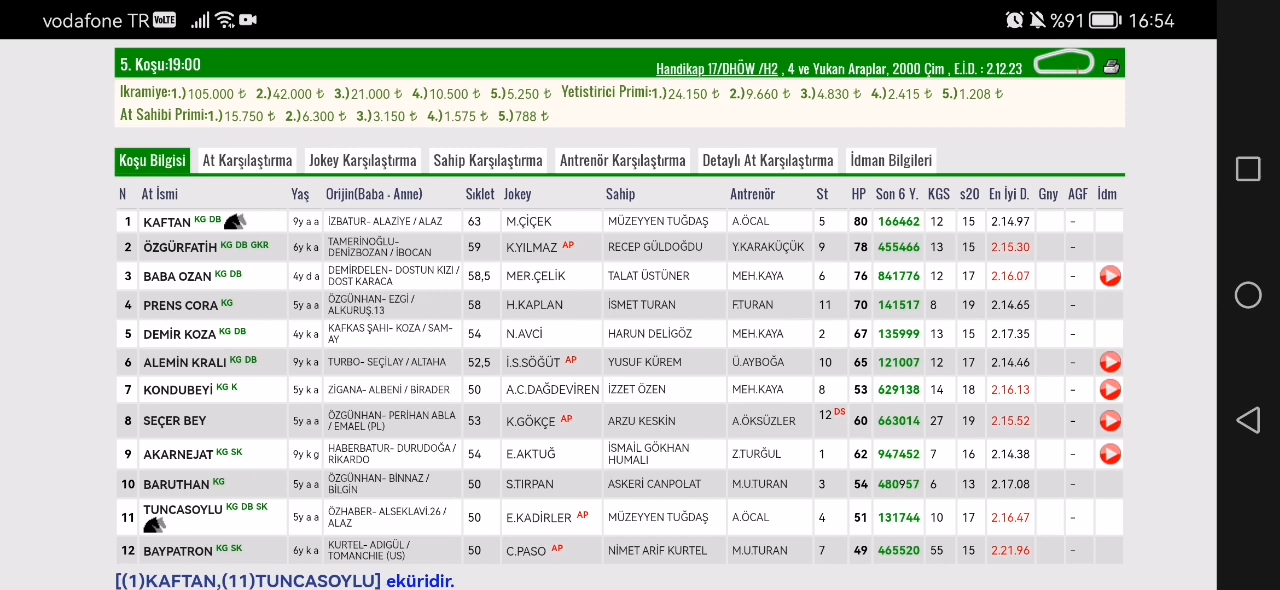 vodafone TR VoLTE %91 16:54
5. Koşu:19:00 Handikap 17/DHÖW /H2 , 4 ve Yukarı Araplar, 2000 Çim , E.İ.D. : 2.12.23
Ikramiye:1.)105.000 ₺ 2.)42.000 ₺ 3.)21.000 ₺ 4.)10.500 ₺ 5.)5.250 ₺ Yetistirici Primi:1.)24.150 ₺ 2.)9.660 ₺ 3.)4.830 ₺ 4.)2.415 ₺ 5.)1.208 ₺
At Sahibi Primi:1.)15.750 ₺ 2.)6.300 ₺ 3.)3.150 ₺ 4.)1.575 ₺ 5.)788 ₺
Koşu Bilgisi At Karşılaştırma Jokey Karşılaştırma Sahip Karşılaştırma Antrenör Karşılaştırma Detaylı At Karşılaştırma İdman Bilgileri
N At İsmi Yaş Orijin(Baba - Anne) Sıklet Jokey Sahip Antrenör St HP Son 6 Y. KGS s20 En İyi D. Gny AGF İdm
1 KAFTAN KG DB 9y a a İZBATUR- ALAZİYE / ALAZ 63 M.ÇİÇEK MÜZEYYEN TUĞDAŞ A.ÖCAL 5 80 166462 12 15 2.14.97 -
2 ÖZGÜRFATİH KG DB GKR 6y k a TAMERİNOĞLU- DENİZBOZAN / İBOCAN 59 K.YILMAZ AP RECEP GÜLDOĞDU Y.KARAKÜÇÜK 9 78 455466 13 15 2.15.30 -
3 BABA OZAN KG DB 4y d a DEMİRDELEN- DOSTUN KIZI / DOST KARACA 58,5 MER.ÇELİK TALAT ÜSTÜNER MEH.KAYA 6 76 841776 12 17 2.16.07 -
4 PRENS CORA KG 5y a a ÖZGÜNHAN- EZGİ / ALKURUŞ.13 58 H.KAPLAN İSMET TURAN F.TURAN 11 70 141517 8 19 2.14.65 -
5 DEMİR KOZA KG DB 4y k a KAFKAS ŞAHI- KOZA / SAM-AY 54 N.AVCİ HARUN DELİGÖZ MEH.KAYA 2 67 135999 13 15 2.17.35 -
6 ALEMİN KRALI KG DB 9y k a TURBO- SEÇİLAY / ALTAHA 52,5 İ.S.SÖĞÜT AP YUSUF KÜREM Ü.AYBOĞA 10 65 121007 12 17 2.14.46 -
7 KONDUBEYİ KG K 5y k a ZİGANA- ALBENİ / BİRADER 50 A.C.DAĞDEVİREN İZZET ÖZEN MEH.KAYA 8 53 629138 14 18 2.16.13 -
8 SEÇER BEY 5y a a ÖZGÜNHAN- PERİHAN ABLA / EMAEL (PL) 53 K.GÖKÇE AP ARZU KESKİN A.ÖKSÜZLER 12 DS 60 663014 27 19 2.15.52 -
9 AKARNEJAT KG SK 9y k g HABERBATUR- DURUDOĞA / RİKARDO 54 E.AKTUĞ İSMAİL GÖKHAN HUMALI Z.TURĞUL 1 62 947452 7 16 2.14.38 -
10 BARUTHAN KG 5y a a ÖZGÜNHAN- BİNNAZ / BİLGİN 50 S.TIRPAN ASKERİ CANPOLAT M.U.TURAN 3 54 480957 6 13 2.17.08 -
11 TUNCASOYLU KG DB SK 5y a a ÖZHABER- ALSEKLAVİ.26 / ALAZ 50 E.KADİRLER AP MÜZEYYEN TUĞDAŞ A.ÖCAL 4 51 131744 10 17 2.16.47 -
12 BAYPATRON KG SK 6y k a KURTEL- ADIGÜL / TOMANCHIE (US) 50 C.PASO AP NİMET ARİF KURTEL M.U.TURAN 7 49 465520 55 15 2.21.96 -
[(1)KAFTAN,(11)TUNCASOYLU] eküridir.